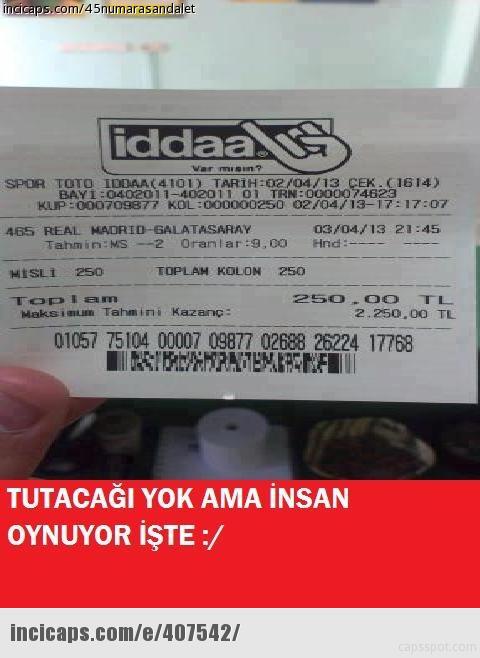 incicaps.com/45numarasandalet
iddaa
Var mısın?
SPOR TOTO IDDAA(4101) TARİH:02/04/13 ÇEK.(1614)
BAYİ:0402011-402011 01 TRN:0000074623
KUP:000709877 KOL:000000250 02/04/13-17:17:07
465 REAL MADRID-GALATASARAY 03/04/13 21:45
Tahmin:MS --2 Oranlar:9,00 Hnd:---- --
MİSLİ 250 TOPLAM KOLON 250
Toplam 250,00 TL
Maksimum Tahmini Kazanç: 2.250,00 TL
01057 75104 00007 09877 02688 26224 17768
TUTACAĞI YOK AMA İNSAN
OYNUYOR İŞTE :/
incicaps.com/e/407542/
capsspot.com